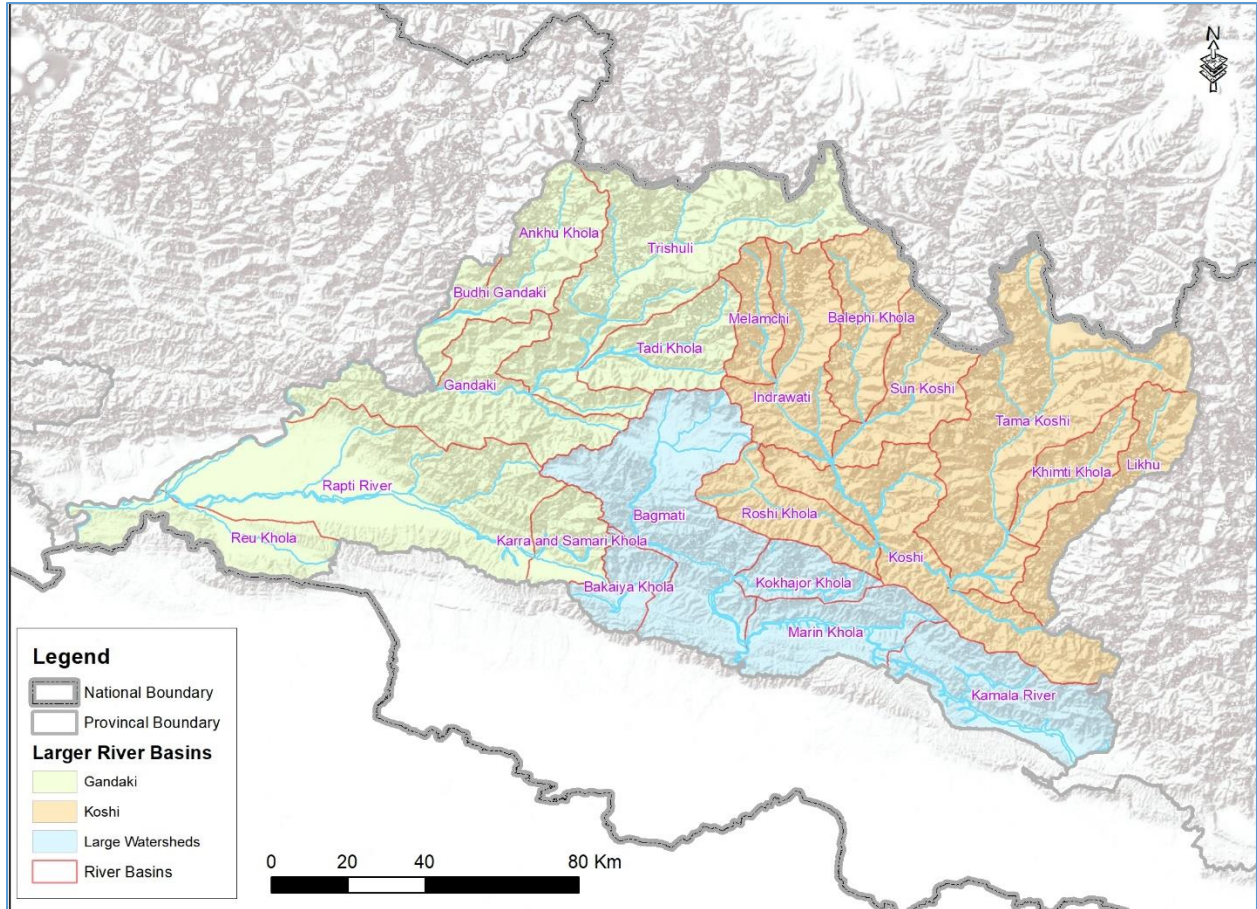 N
Ankhu Khola
Trishuli
Budhi Gandaki
Melamchi
Balephi Khola
Tadi Khola
Gandaki
Indrawati
Sun Koshi
Tama Koshi
Khimti Khola
Likhu
Rapti River
Bagmati
Roshi Khola
Reu Khola
Karra and Samari Khola
Koshi
Bakaiya Khola
Kokhajor Khola
Marin Khola
Kamala River
Legend
National Boundary
Provincal Boundary
Larger River Basins
Gandaki
Koshi
Large Watersheds
River Basins
0 20 40 80 Km